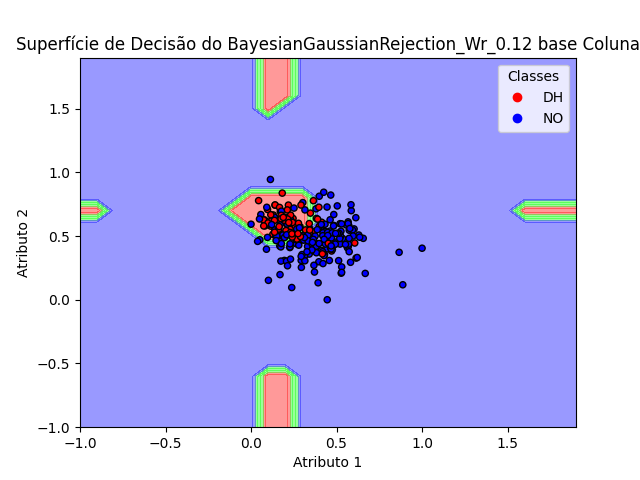 Superfície de Decisão do BayesianGaussianRejection_Wr_0.12 base Coluna
Classes
DH
NO
Atributo 2
1.5
1.0
0.5
0.0
−0.5
−1.0
−1.0 −0.5 0.0 0.5 1.0 1.5
Atributo 1